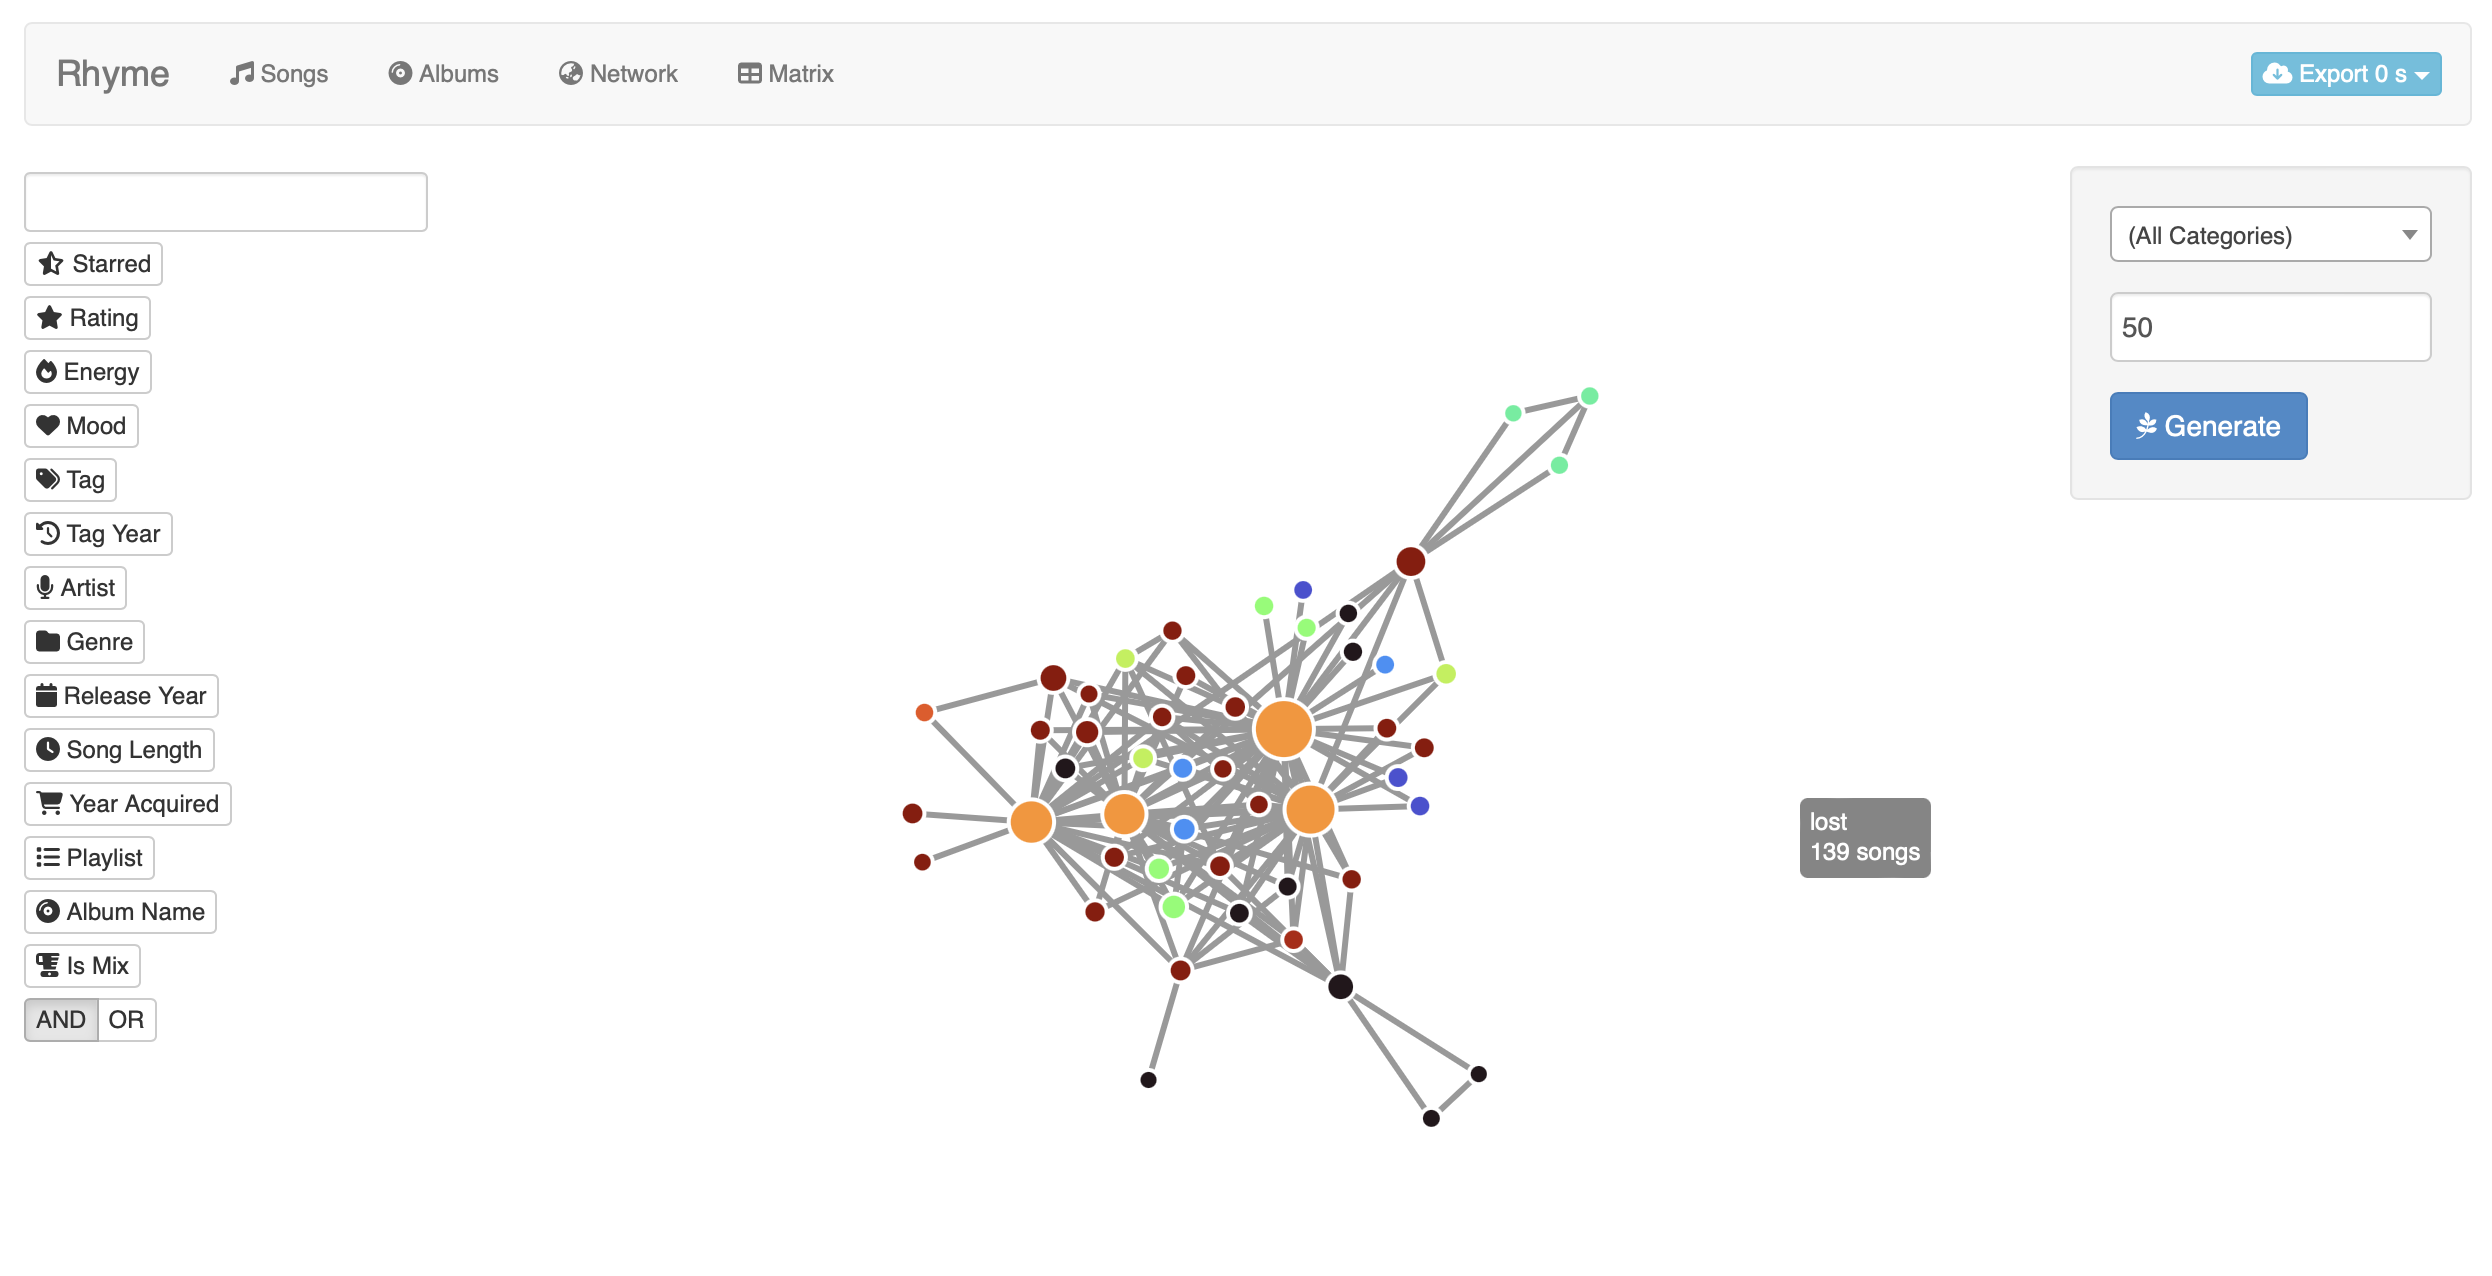 Rhyme Songs Albums Network Matrix Export 0 s
Starred
Rating
Energy
Mood
Tag
Tag Year
Artist
Genre
Release Year
Song Length
Year Acquired
Playlist
Album Name
Is Mix
AND OR
lost
139 songs
(All Categories)
50
Generate